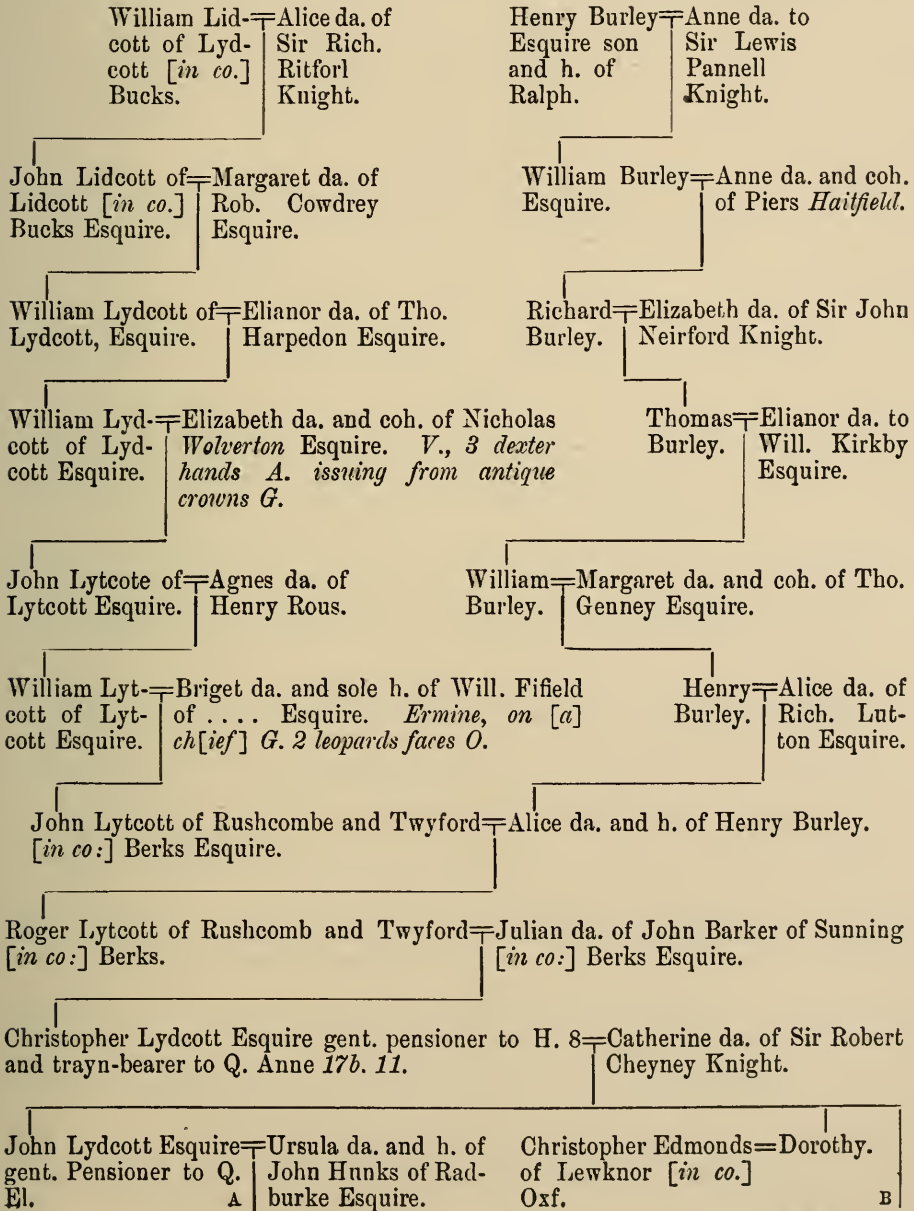 William Lid-
cott of Lyd-
cott [in co.]
Bucks.
Alice da. of
Sir Rich.
Ritforl
Knight.
Henry Burley
Esquire son
and h. of
Ralph.
Anne da. to
Sir Lewis
Pannell
Knight.
John Lidcott of
Lidcott [in co.]
Bucks Esquire.
Margaret da. of
Rob. Cowdrey
Esquire.
William Burley
Esquire.
Anne da. and coh.
of Piers Haitfield.
William Lydcott of
Lydcott, Esquire.
Elianor da. of Tho.
Harpedon Esquire.
Richard
Burley.
Elizabeth da. of Sir John
Neirford Knight.
William Lyd-
cott of Lyd-
cott Esquire.
Elizabeth da. and coh. of Nicholas
Wolverton Esquire. V., 3 dexter
hands A. issuing from antique
crowns G.
Thomas
Burley.
Elianor da. to
Will. Kirkby
Esquire.
John Lytcote of
Lytcott Esquire.
Agnes da. of
Henry Rous.
William
Burley.
Margaret da. and coh. of Tho.
Genney Esquire.
William Lyt-
cott of Lyt-
cott Esquire.
Briget da. and sole h. of Will. Fifield
of .... Esquire. Ermine, on [a]
ch[ief] G. 2 leopards faces O.
Henry
Burley.
Alice da. of
Rich. Lut-
ton Esquire.
John Lytcott of Rushcombe and Twyford
[in co:] Berks Esquire.
Alice da. and h. of Henry Burley.
Roger Lytcott of Rushcomb and Twyford
[in co:] Berks.
Julian da. of John Barker of Sunning
[in co:] Berks Esquire.
Christopher Lydcott Esquire gent. pensioner to H. 8
and trayn-bearer to Q. Anne 17b. 11.
Catherine da. of Sir Robert
Cheyney Knight.
John Lydcott Esquire
gent. Pensioner to Q.
El. A
Ursula da. and h. of
John Hunks of Rad-
burke Esquire.
Christopher Edmonds
of Lewknor [in co.]
Oxf.
Dorothy.
B